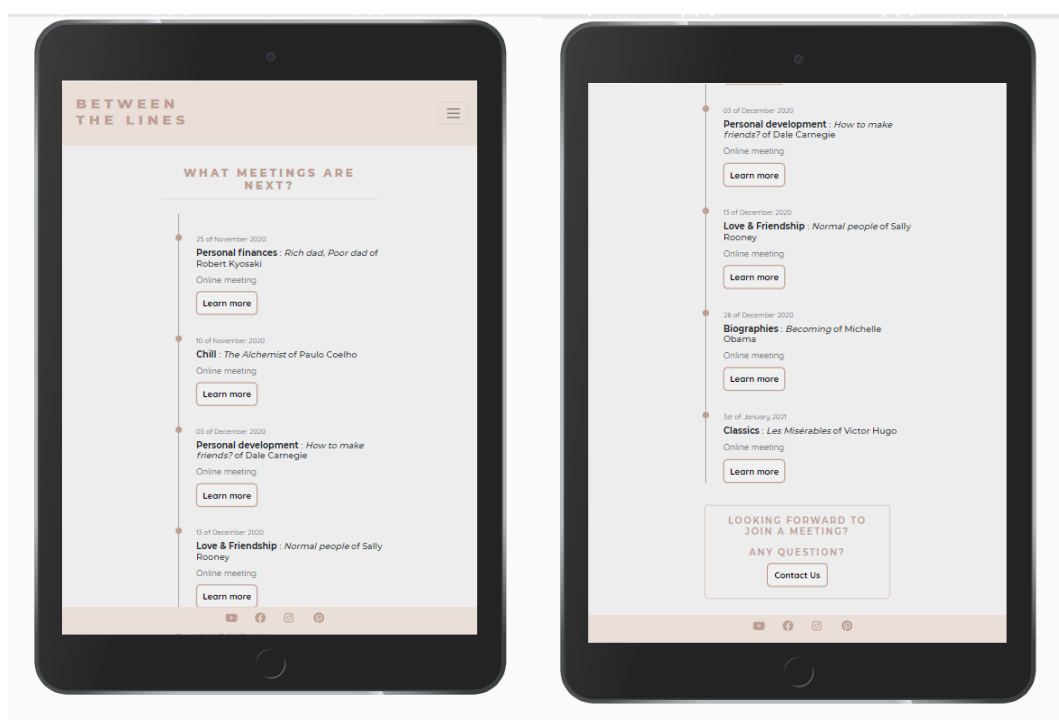 BETWEEN
THE LINES
WHAT MEETINGS ARE
NEXT?
25 of November 2020
Personal finances : Rich dad, Poor dad of
Robert Kyosaki
Online meeting
Learn more
10 of November 2020
Chill : The Alchemist of Paulo Coelho
Online meeting
Learn more
03 of December 2020
Personal development : How to make
friends? of Dale Carnegie
Online meeting
Learn more
13 of December 2020
Love & Friendship : Normal people of Sally
Rooney
Online meeting
Learn more
03 of December 2020
Personal development : How to make
friends? of Dale Carnegie
Online meeting
Learn more
13 of December 2020
Love & Friendship : Normal people of Sally
Rooney
Online meeting
Learn more
28 of December 2020
Biographies : Becoming of Michelle
Obama
Online meeting
Learn more
3st of January 2021
Classics : Les Misérables of Victor Hugo
Online meeting
Learn more
LOOKING FORWARD TO
JOIN A MEETING?
ANY QUESTION?
Contact Us